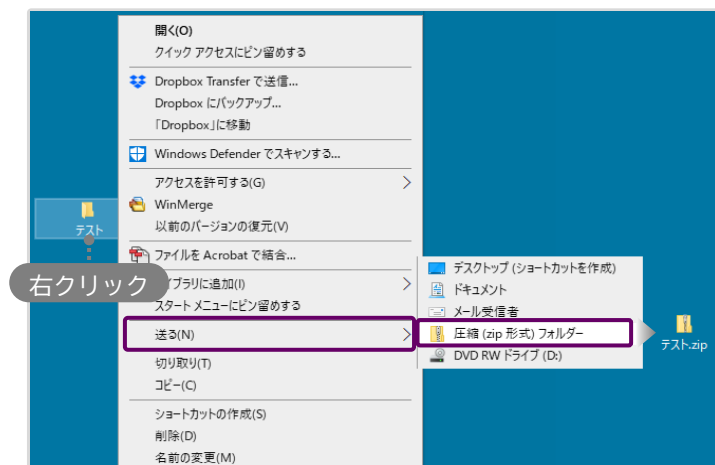 開く(O)
クイック アクセスにピン留めする
Dropbox Transfer で送信...
Dropbox にバックアップ...
「Dropbox」に移動
Windows Defender でスキャンする...
アクセスを許可する(G)
WinMerge
以前のバージョンの復元(V)
テスト
ファイルを Acrobat で結合...
右クリック
イブラリに追加(I)
スタート メニューにピン留めする
送る(N)
切り取り(T)
コピー(C)
ショートカットの作成(S)
削除(D)
名前の変更(M)
デスクトップ (ショートカットを作成)
ドキュメント
メール受信者
圧縮 (zip 形式) フォルダー
DVD RW ドライブ (D:)
テスト.zip